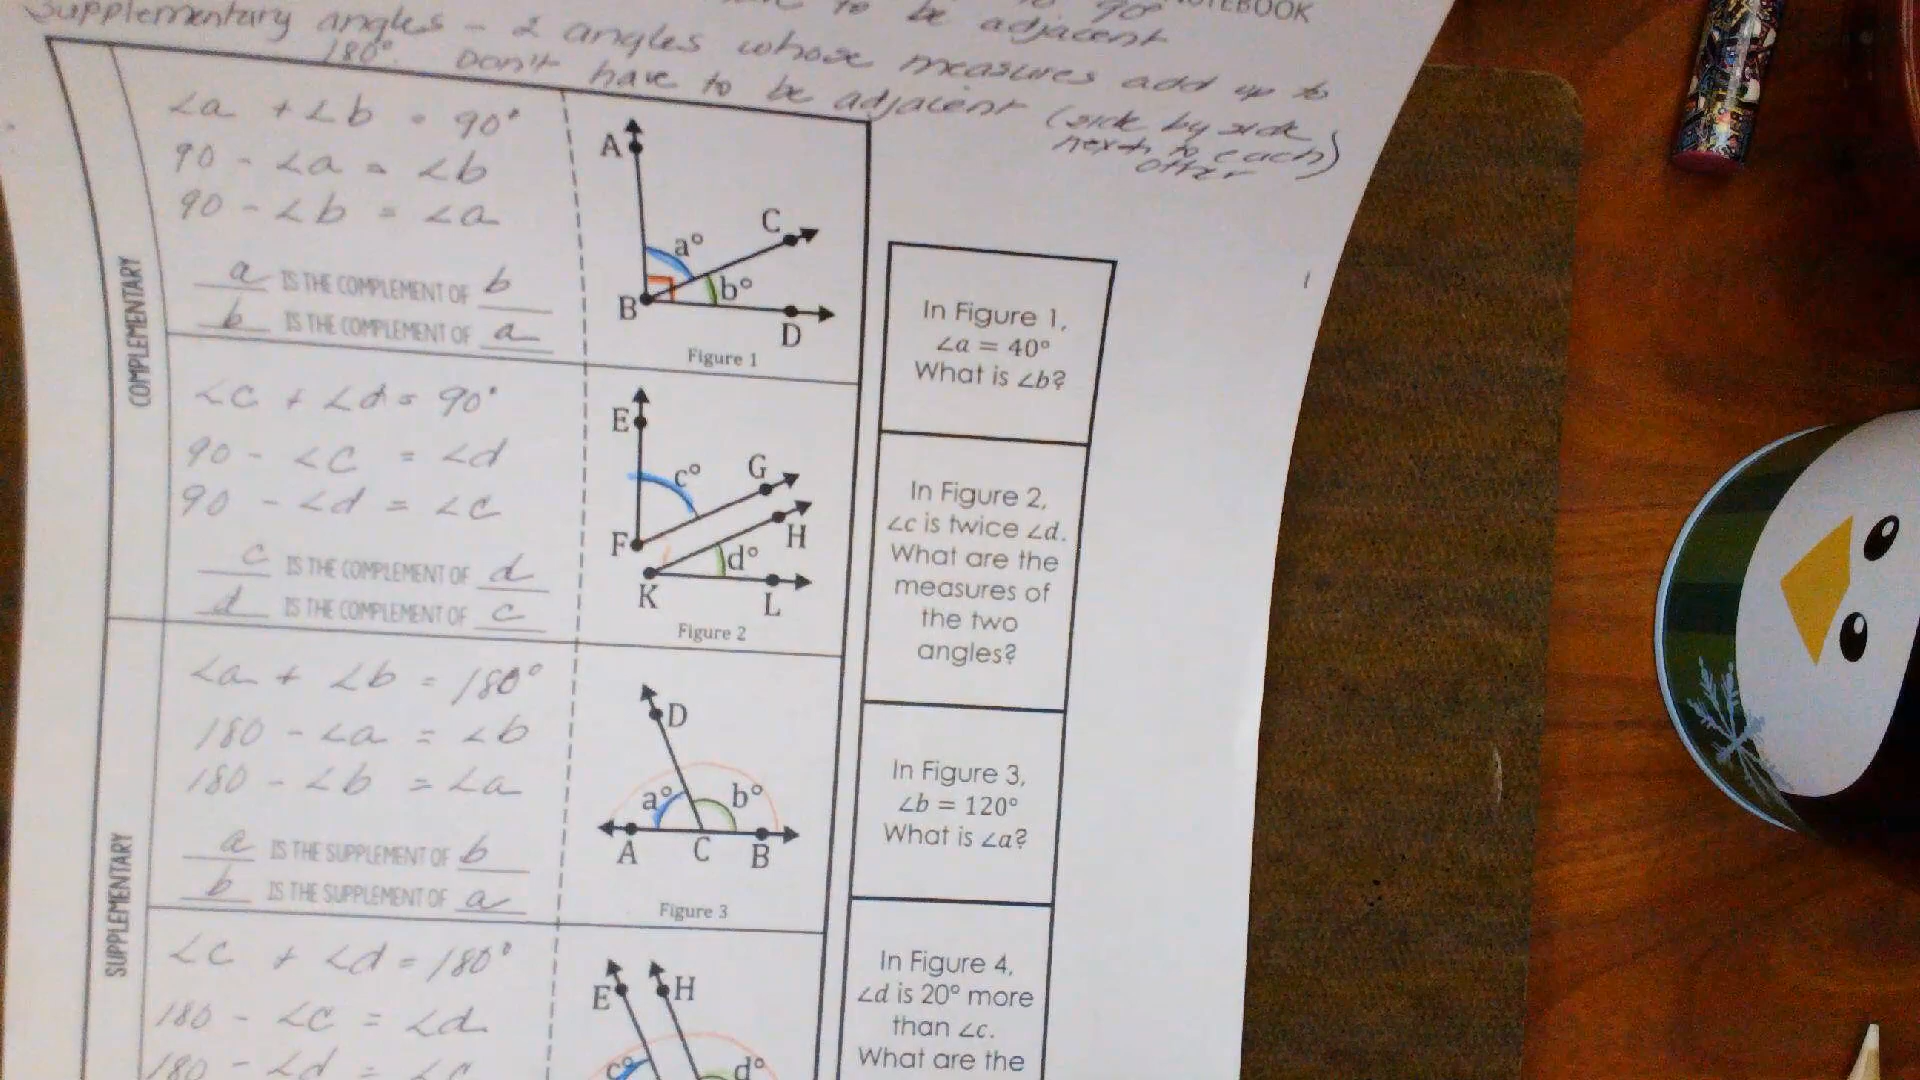 NOTEBOOK
to be adjacent
90°
Supplementary angles - 2 angles whose measures add up to
180°. Don't have to be adjacent (side by side
next to each)
other
COMPLEMENTARY
∠a + ∠b = 90°
90 - ∠a = ∠b
90 - ∠b = ∠a
a IS THE COMPLEMENT OF b
b IS THE COMPLEMENT OF a
A
C
a°
b°
B
D
Figure 1
∠c + ∠d = 90°
90 - ∠c = ∠d
90 - ∠d = ∠c
c IS THE COMPLEMENT OF d
d IS THE COMPLEMENT OF c
E
c°
G
F
H
d°
K
L
Figure 2
SUPPLEMENTARY
∠a + ∠b = 180°
180 - ∠a = ∠b
180 - ∠b = ∠a
a IS THE SUPPLEMENT OF b
b IS THE SUPPLEMENT OF a
D
a°
b°
A
C
B
Figure 3
∠c + ∠d = 180°
180 - ∠c = ∠d
180 - ∠d = ∠c
E
H
c°
d°
In Figure 1,
∠a = 40°
What is ∠b?
In Figure 2,
∠c is twice ∠d.
What are the
measures of
the two
angles?
In Figure 3,
∠b = 120°
What is ∠a?
In Figure 4,
∠d is 20° more
than ∠c.
What are the